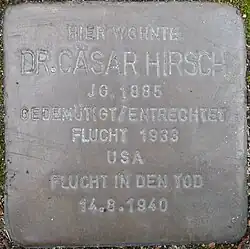 HIER WOHNTE
DR. CÄSAR HIRSCH
JG. 1885
GEDEMÜTIGT/ENTRECHTET
FLUCHT 1933
USA
FLUCHT IN DEN TOD
14.8.1940